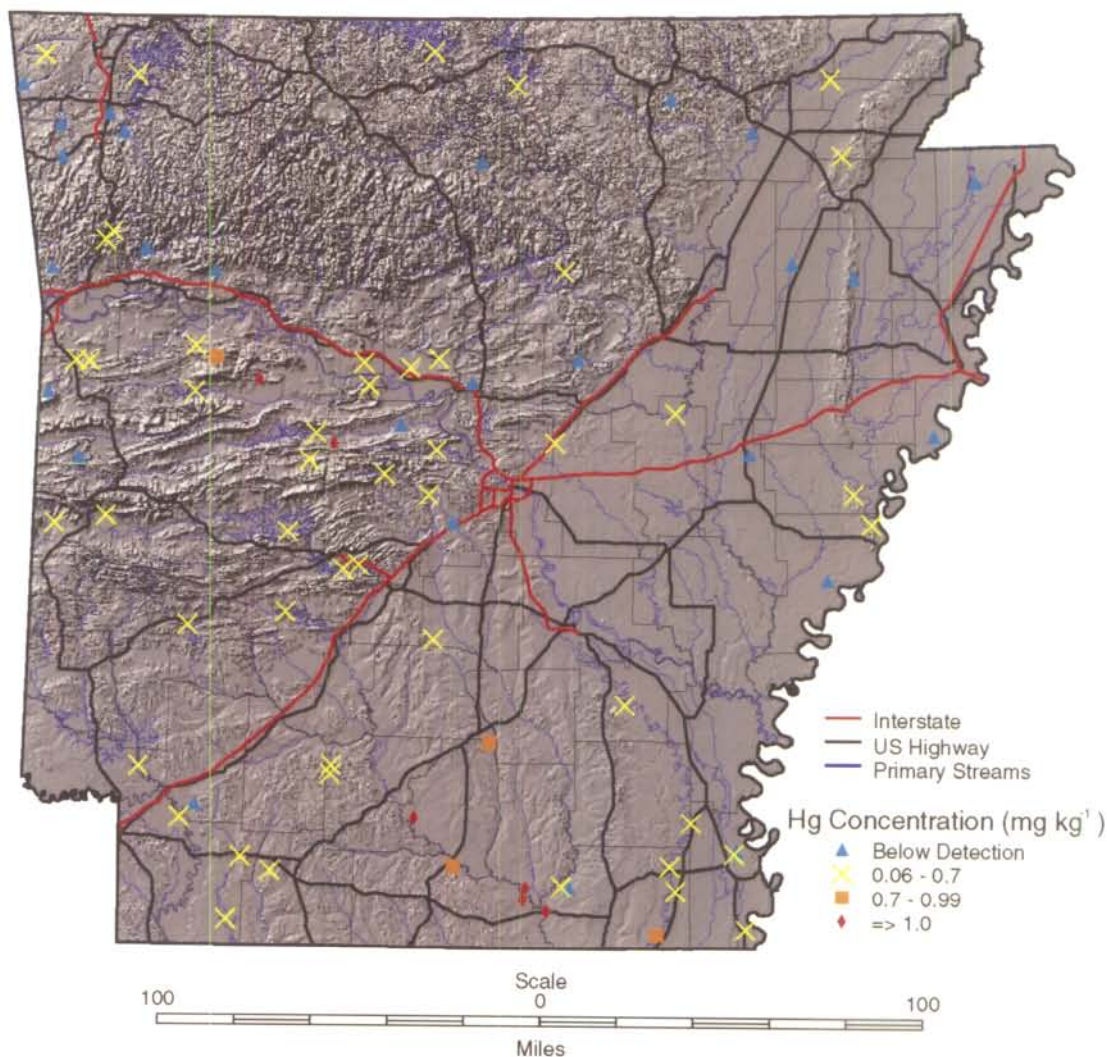 Interstate
US Highway
Primary Streams
Hg Concentration (mg kg⁻¹ )
Below Detection
0.06 - 0.7
0.7 - 0.99
=> 1.0
Scale
100 0 100
Miles